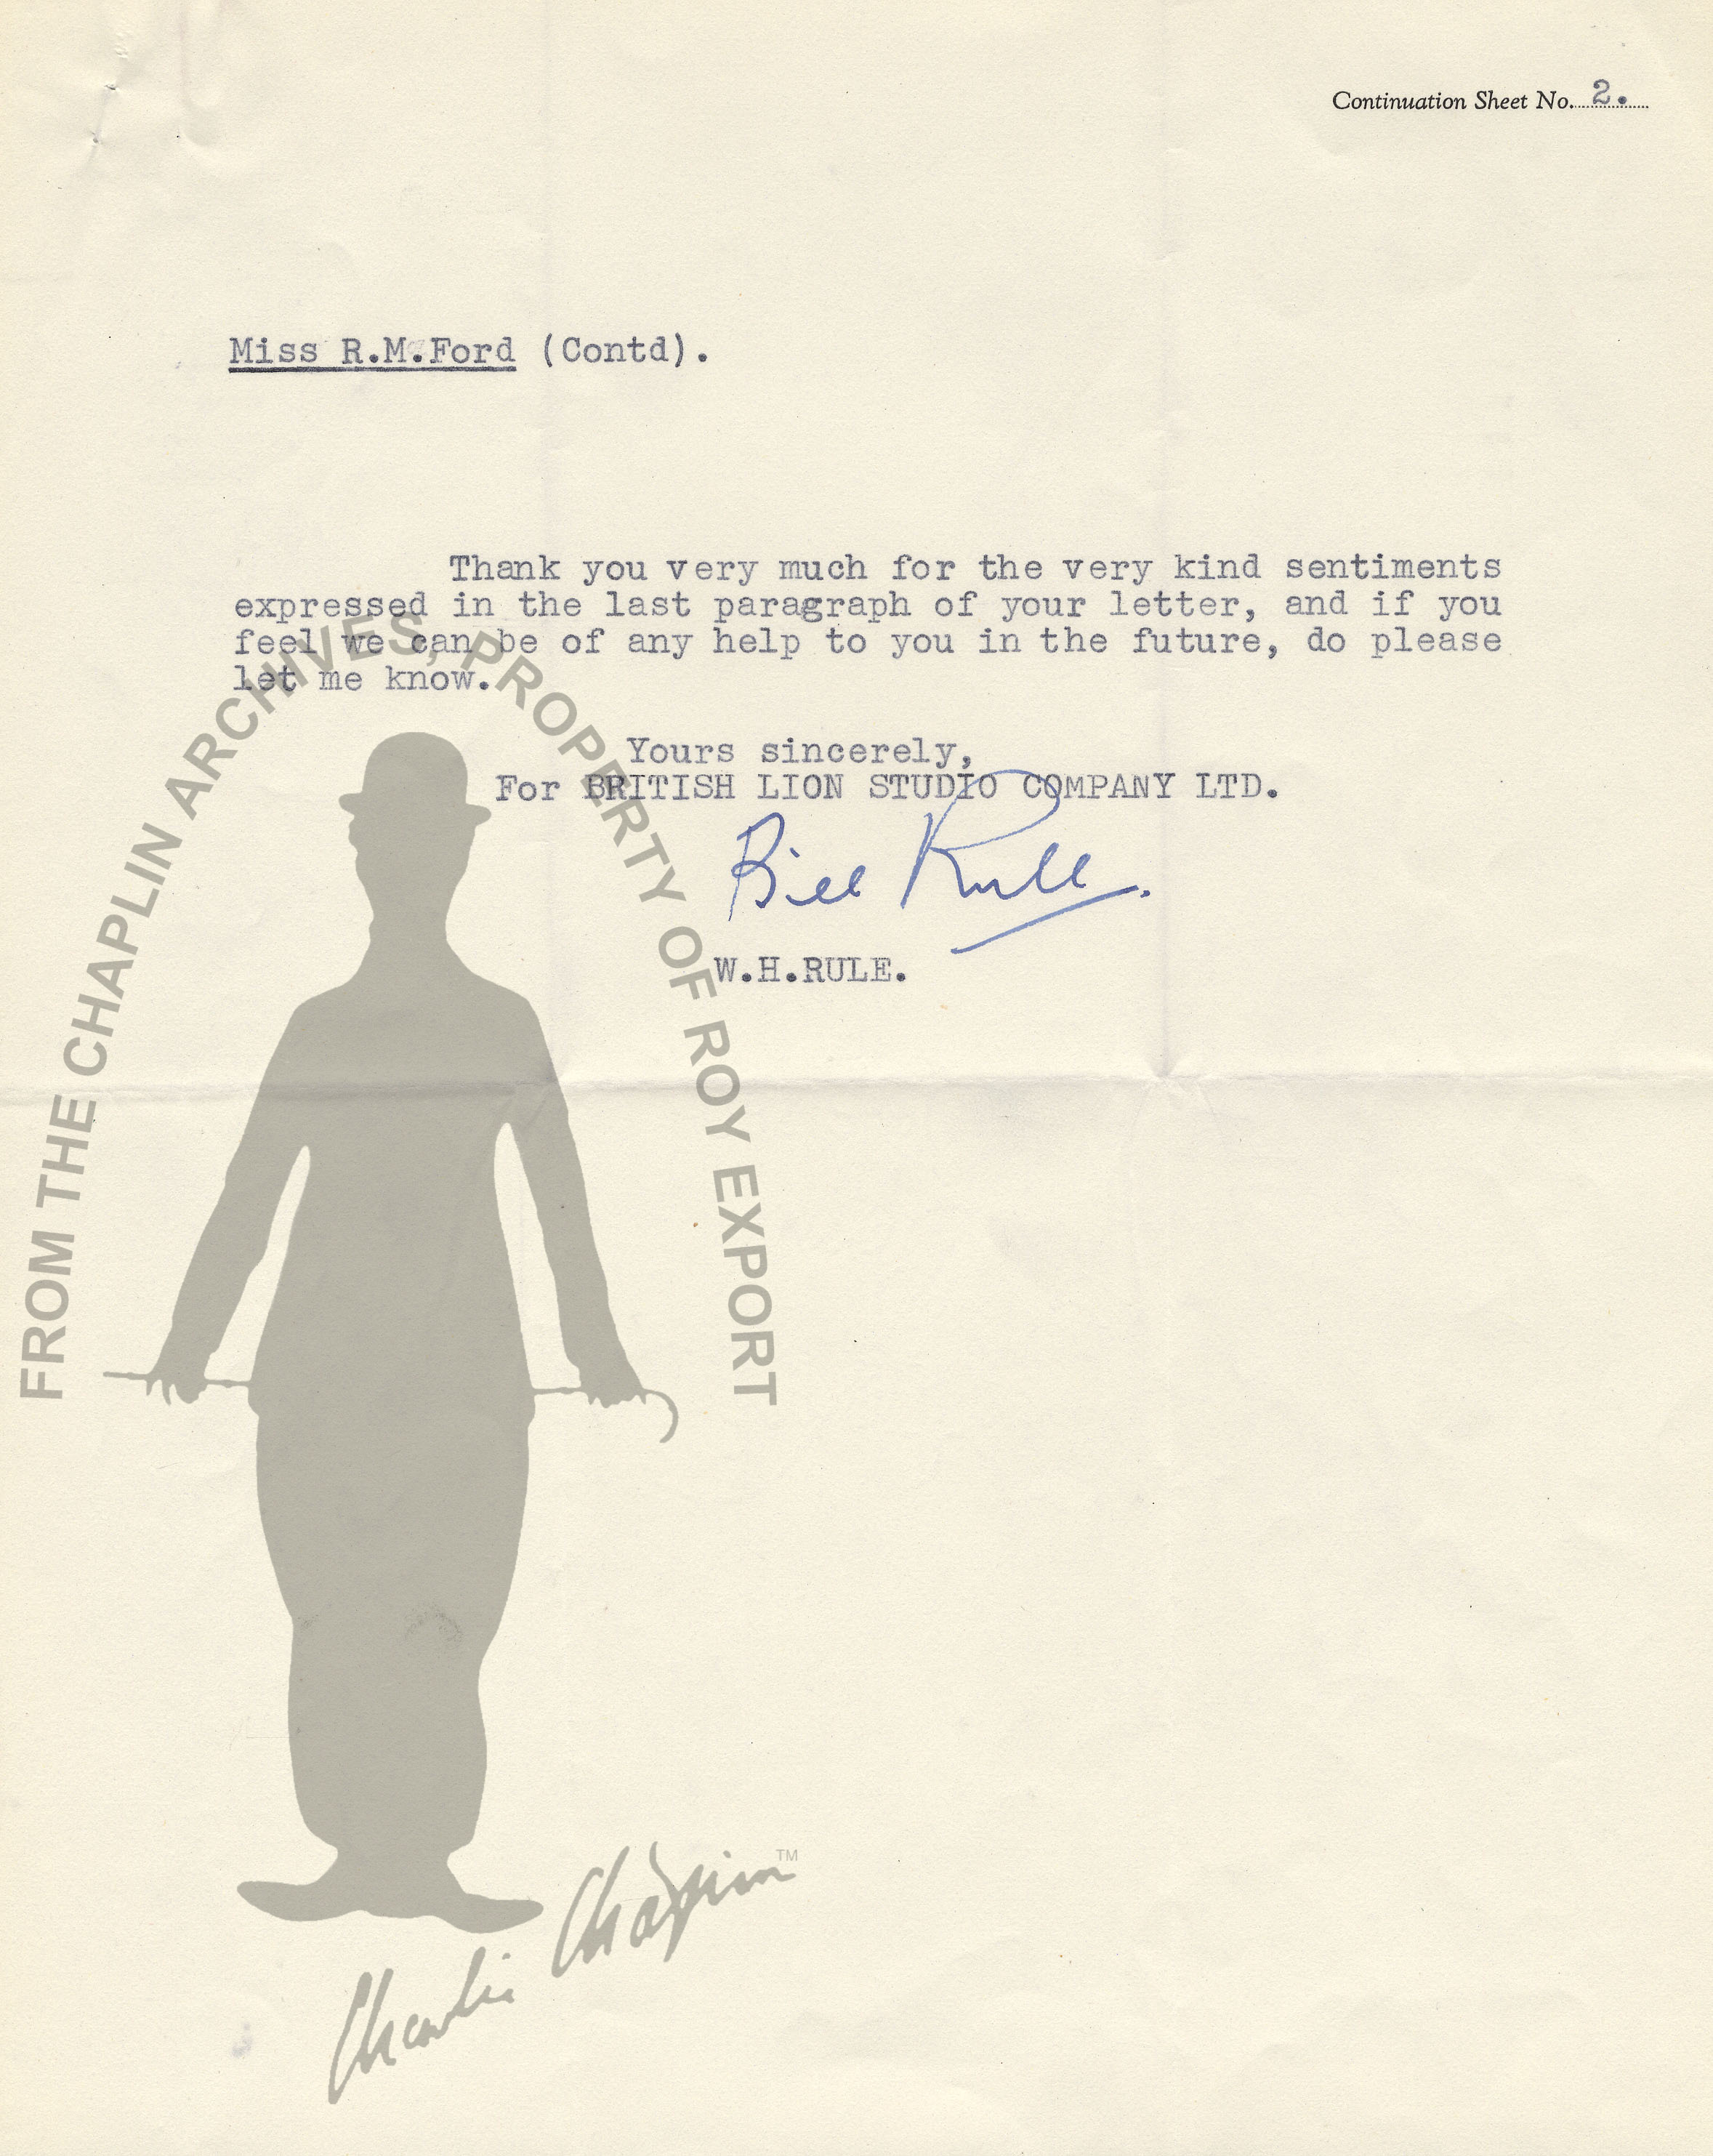 Continuation Sheet No. 2.
Miss R.M.Ford (Contd).
Thank you very much for the very kind sentiments
expressed in the last paragraph of your letter, and if you
feel we can be of any help to you in the future, do please
let me know.
Yours sincerely,
For BRITISH LION STUDIO COMPANY LTD.
Bill Rule.
W.H.RULE.
FROM THE CHAPLIN ARCHIVES, PROPERTY OF ROY EXPORT
Charlie Chaplin™